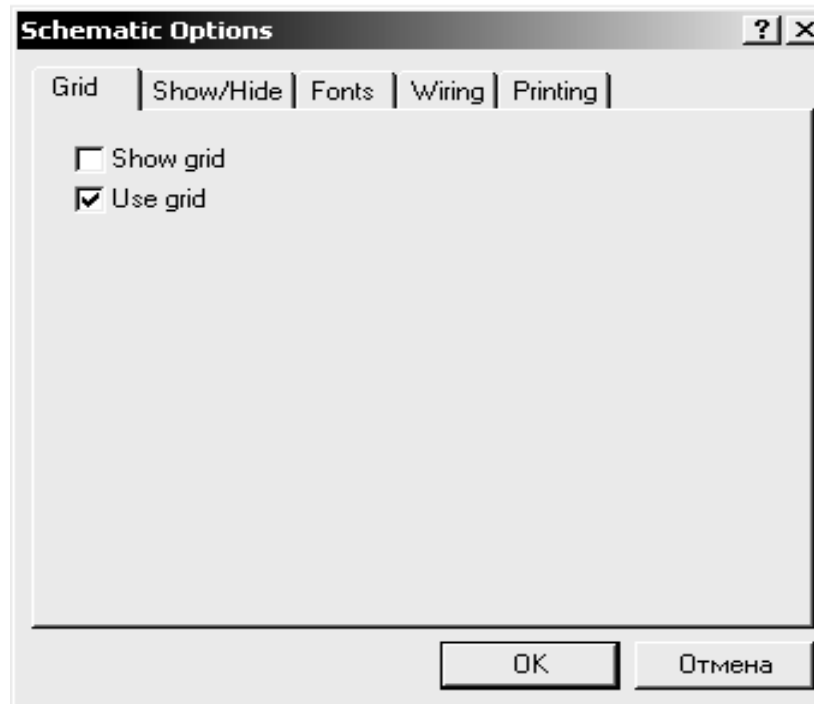 Schematic Options ?
Grid Show/Hide Fonts Wiring Printing
Show grid
Use grid
OK Отмена